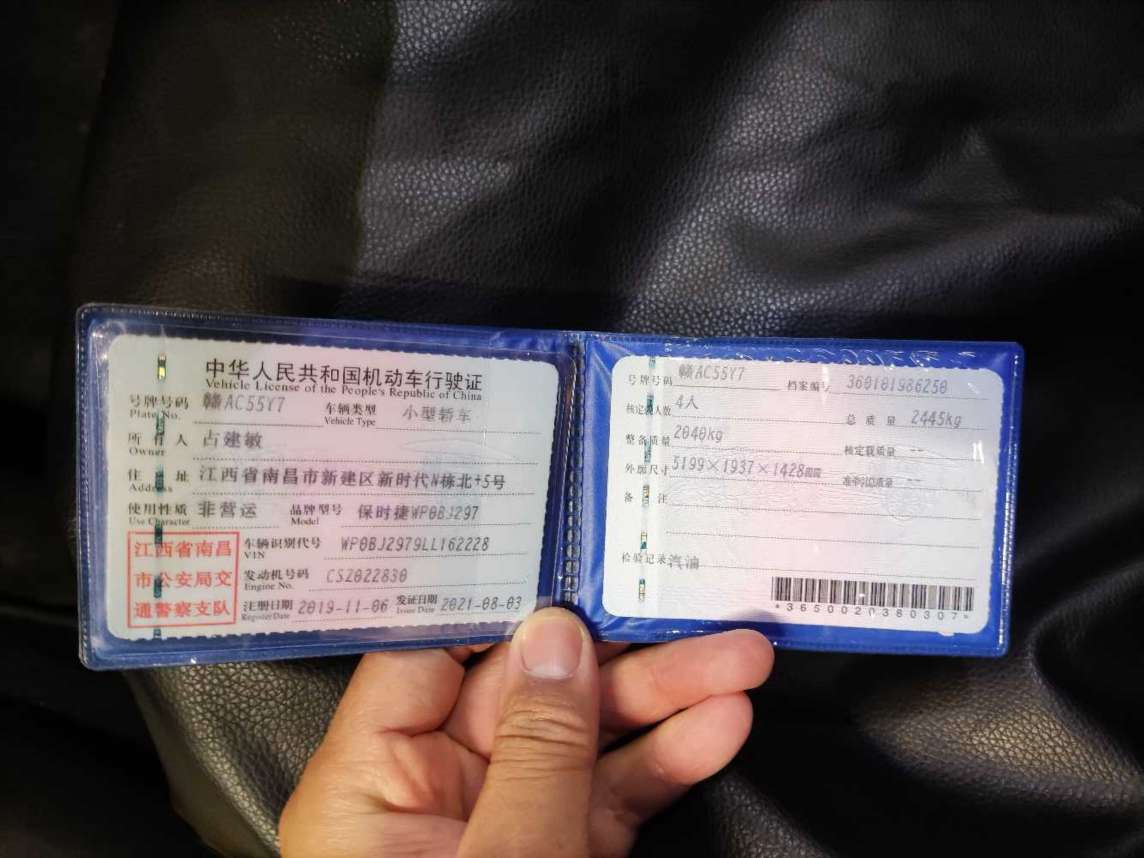 中华人民共和国机动车行驶证
Vehicle License of the People's Republic of China
号牌号码 赣AC55Y7 车辆类型 小型轿车
Plate No. Vehicle Type
所有人 占建敏
Owner
住址 江西省南昌市新建区新时代N栋北+5号
Address
使用性质 非营运 品牌型号 保时捷WP0BJ297
Use Character Model
江西省南昌市公安局交通警察支队
车辆识别代号 WP0BJ2979LL162228
VIN
发动机号码 CSZ022830
Engine No.
注册日期 2019-11-06 发证日期 2021-08-03
Register Date Issue Date
号牌号码 赣AC55Y7 档案编号 360101986250
核定载人数 4人 总质量 2445kg
整备质量 2040kg 核定载质量 --
外廓尺寸 5199×1937×1428mm 准牵引总质量 --
备注
检验记录 汽油
*3650020380307*